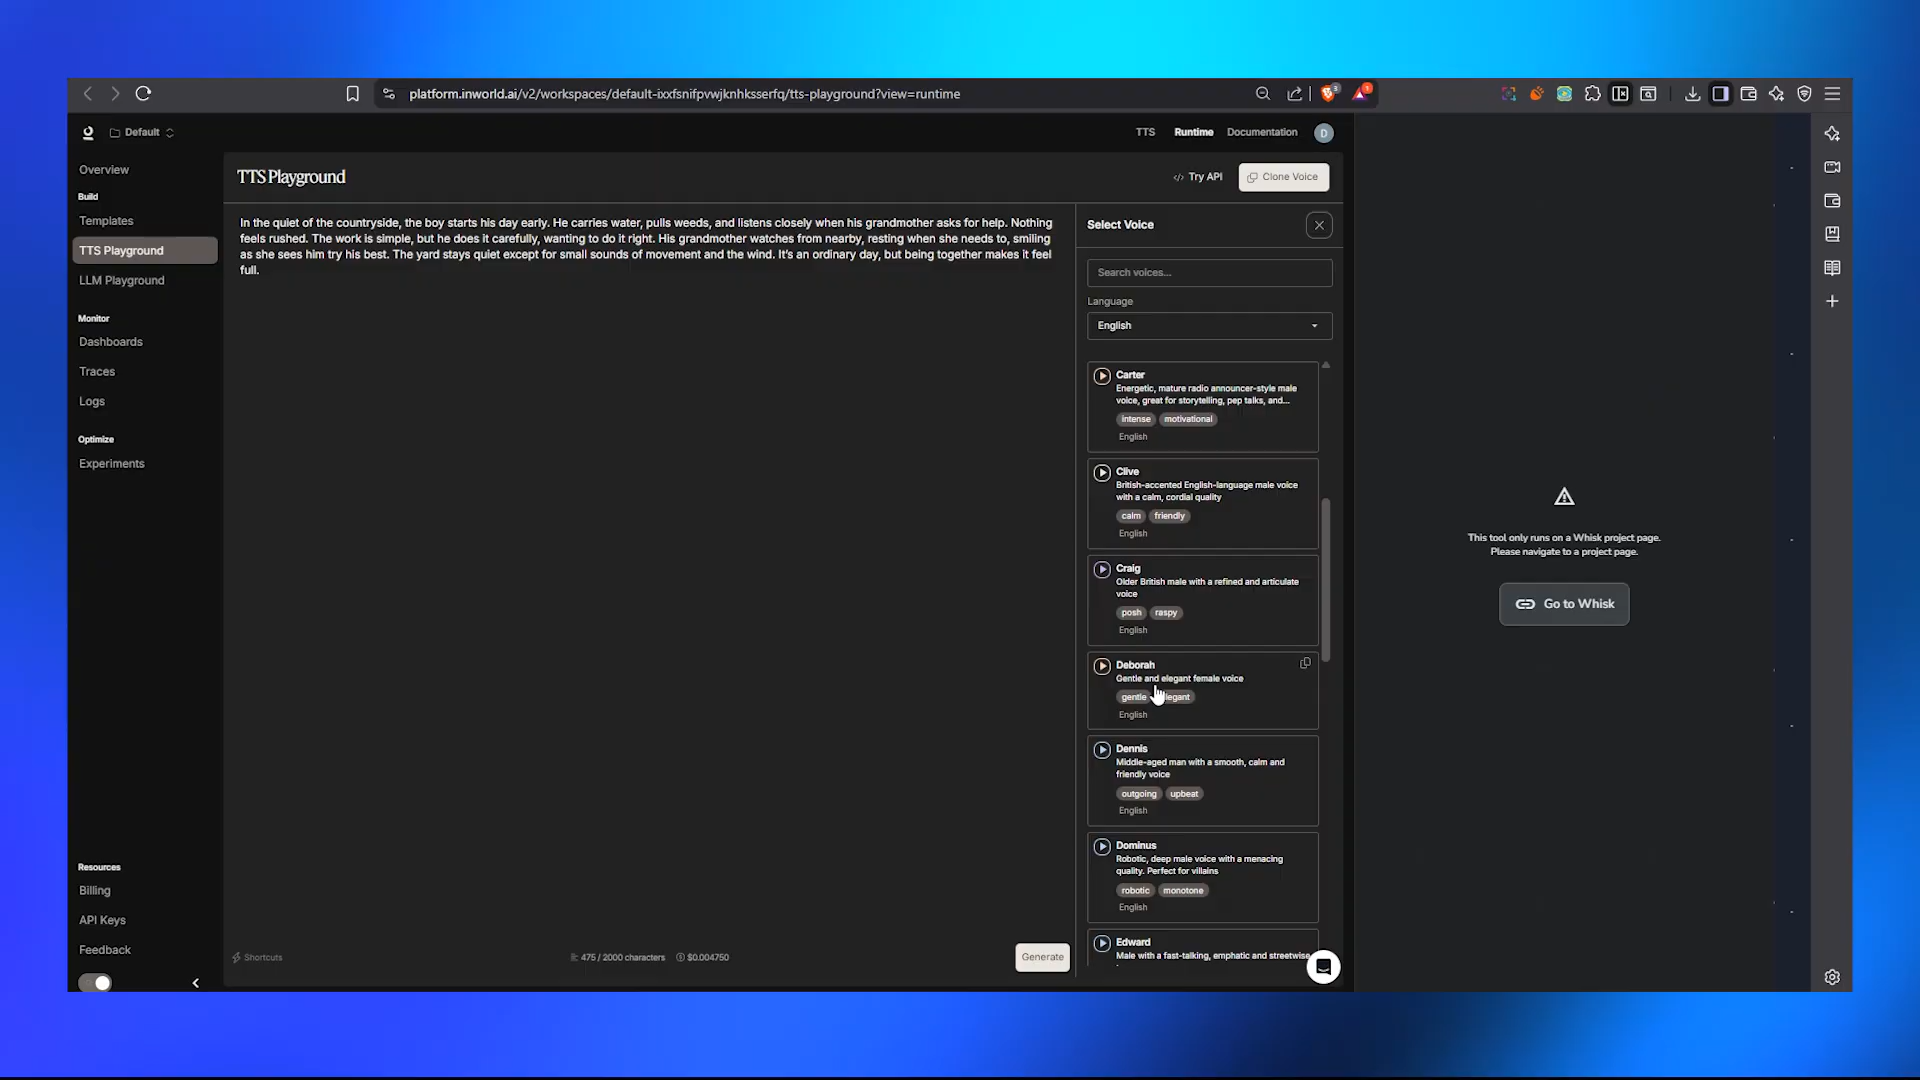 platform.inworld.ai/v2/workspaces/default-ixxfsnifpvwjknhksserfq/tts-playground?view=runtime
3
1
Default
TTS
Runtime
Documentation
D
Overview
Build
Templates
TTS Playground
LLM Playground
Monitor
Dashboards
Traces
Logs
Optimize
Experiments
Resources
Billing
API Keys
Feedback
TTS Playground
Try API
Clone Voice
In the quiet of the countryside, the boy starts his day early. He carries water, pulls weeds, and listens closely when his grandmother asks for help. Nothing
feels rushed. The work is simple, but he does it carefully, wanting to do it right. His grandmother watches from nearby, resting when she needs to, smiling
as she sees him try his best. The yard stays quiet except for small sounds of movement and the wind. It's an ordinary day, but being together makes it feel
full.
Shortcuts
475 / 2000 characters
$0.004750
Generate
Select Voice
Search voices...
Language
English
Carter
Energetic, mature radio announcer-style male
voice, great for storytelling, pep talks, and...
intense motivational
English
Clive
British-accented English-language male voice
with a calm, cordial quality
calm friendly
English
Craig
Older British male with a refined and articulate
voice
posh raspy
English
Deborah
Gentle and elegant female voice
gentle elegant
English
Dennis
Middle-aged man with a smooth, calm and
friendly voice
outgoing upbeat
English
Dominus
Robotic, deep male voice with a menacing
quality. Perfect for villains
robotic monotone
English
Edward
Male with a fast-talking, emphatic and streetwise
This tool only runs on a Whisk project page.
Please navigate to a project page.
Go to Whisk